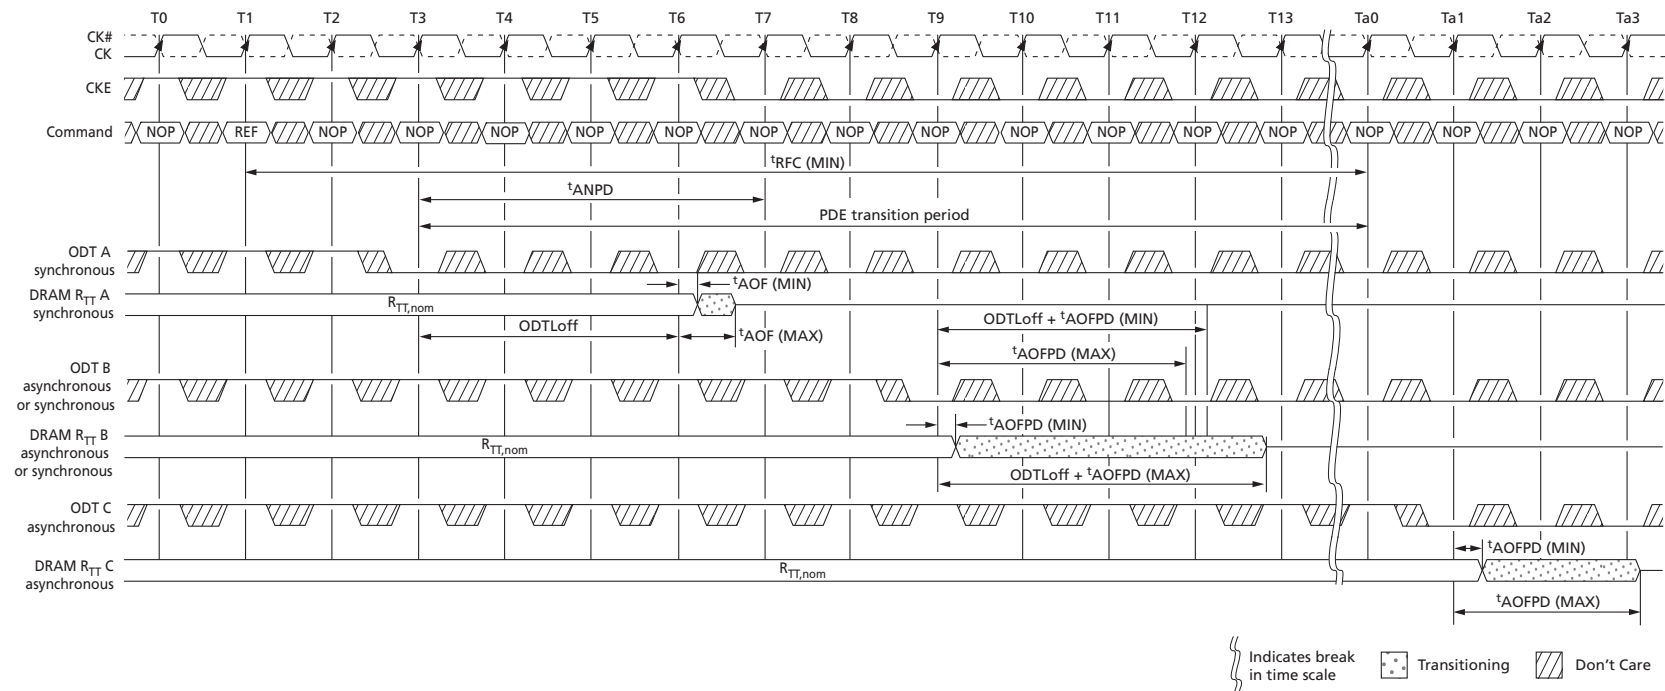 T0 T1 T2 T3 T4 T5 T6 T7 T8 T9 T10 T11 T12 T13 Ta0 Ta1 Ta2 Ta3
CK#
CK
CKE
Command NOP REF NOP NOP NOP NOP NOP NOP NOP NOP NOP NOP NOP NOP NOP NOP NOP NOP
tRFC (MIN)
tANPD
PDE transition period
ODT A
synchronous
tAOF (MIN)
DRAM RTT A
synchronous
RTT,nom
ODTLoff
tAOF (MAX)
ODTLoff + tAOFPD (MIN)
tAOFPD (MAX)
ODT B
asynchronous
or synchronous
tAOFPD (MIN)
DRAM RTT B
asynchronous
or synchronous
RTT,nom
ODTLoff + tAOFPD (MAX)
ODT C
asynchronous
tAOFPD (MIN)
DRAM RTT C
asynchronous
RTT,nom
tAOFPD (MAX)
Indicates break
in time scale
Transitioning
Don't Care